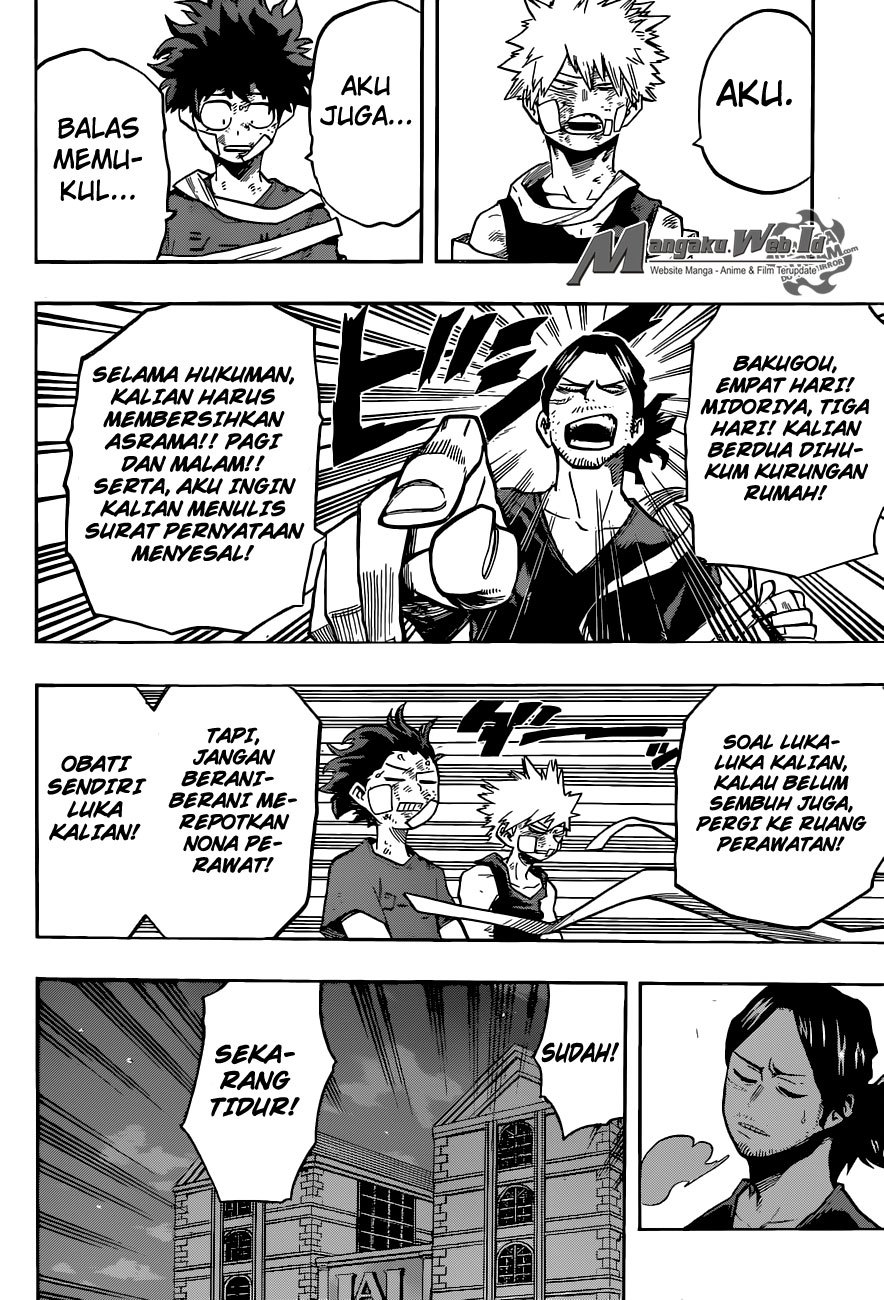 AKU.
AKU
JUGA...
BALAS
MEMU-
KUL...
Mangaku.Web.Id
Website Manga - Anime & Film Terupdate
BAKUGOU,
EMPAT HARI!
MIDORIYA, TIGA
HARI! KALIAN
BERDUA DIHU-
KUM KURUNGAN
RUMAH!
ビシッ
SELAMA HUKUMAN,
KALIAN HARUS
MEMBERSIHKAN
ASRAMA!! PAGI
DAN MALAM!!
SERTA, AKU INGIN
KALIAN MENULIS
SURAT PERNYATAAN
MENYESAL!
SOAL LUKA-
LUKA KALIAN,
KALAU BELUM
SEMBUH JUGA,
PERGI KE RUANG
PERAWATAN!
TAPI,
JANGAN
BERANI-
BERANI ME-
REPOTKAN
NONA PE-
RAWAT!
OBATI
SENDIRI
LUKA
KALIAN!
SUDAH!
SEKA-
RANG
TIDUR!